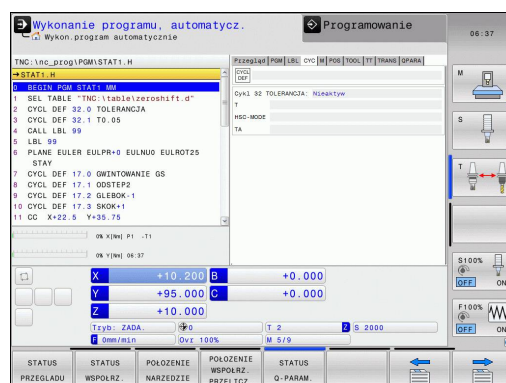 Wykonanie programu, automatycz.
Wykon.program automatycznie
Programowanie
06:37
TNC:\nc_prog\PGM\STAT1.H
→STAT1.H
0 BEGIN PGM STAT1 MM
1 SEL TABLE "TNC:\table\zeroshift.d"
2 CYCL DEF 32.0 TOLERANCJA
3 CYCL DEF 32.1 T0.05
4 CALL LBL 99
5 LBL 99
6 PLANE EULER EULPR+0 EULNU0 EULROT25
STAY
7 CYCL DEF 17.0 GWINTOWANIE GS
8 CYCL DEF 17.1 ODSTEP2
9 CYCL DEF 17.2 GLEBOK-1
10 CYCL DEF 17.3 SKOK+1
11 CC X+22.5 Y+35.75
0% X[Nm] P1 -T1
0% Y[Nm] 06:37
Przegląd PGM LBL CYC M POS TOOL TT TRANS QPARA
CYCL
DEF
Cykl 32 TOLERANCJA: Nieaktyw
T
HSC-MODE
TA
X +10.200 B +0.000
Y +95.000 C +0.000
Z +10.000
Tryb: ZADA. 0 T 2 Z S 2000
F 0mm/min Ovr 100% M 5/9
M
S
T
S100%
OFF ON
F100%
OFF ON
STATUS
PRZEGLADU
STATUS
WSPOŁRZ.
POŁOZENIE
NARZEDZIE
POŁOZENIE
WSPOŁRZ.
PRZELICZ.
STATUS
Q-PARAM.